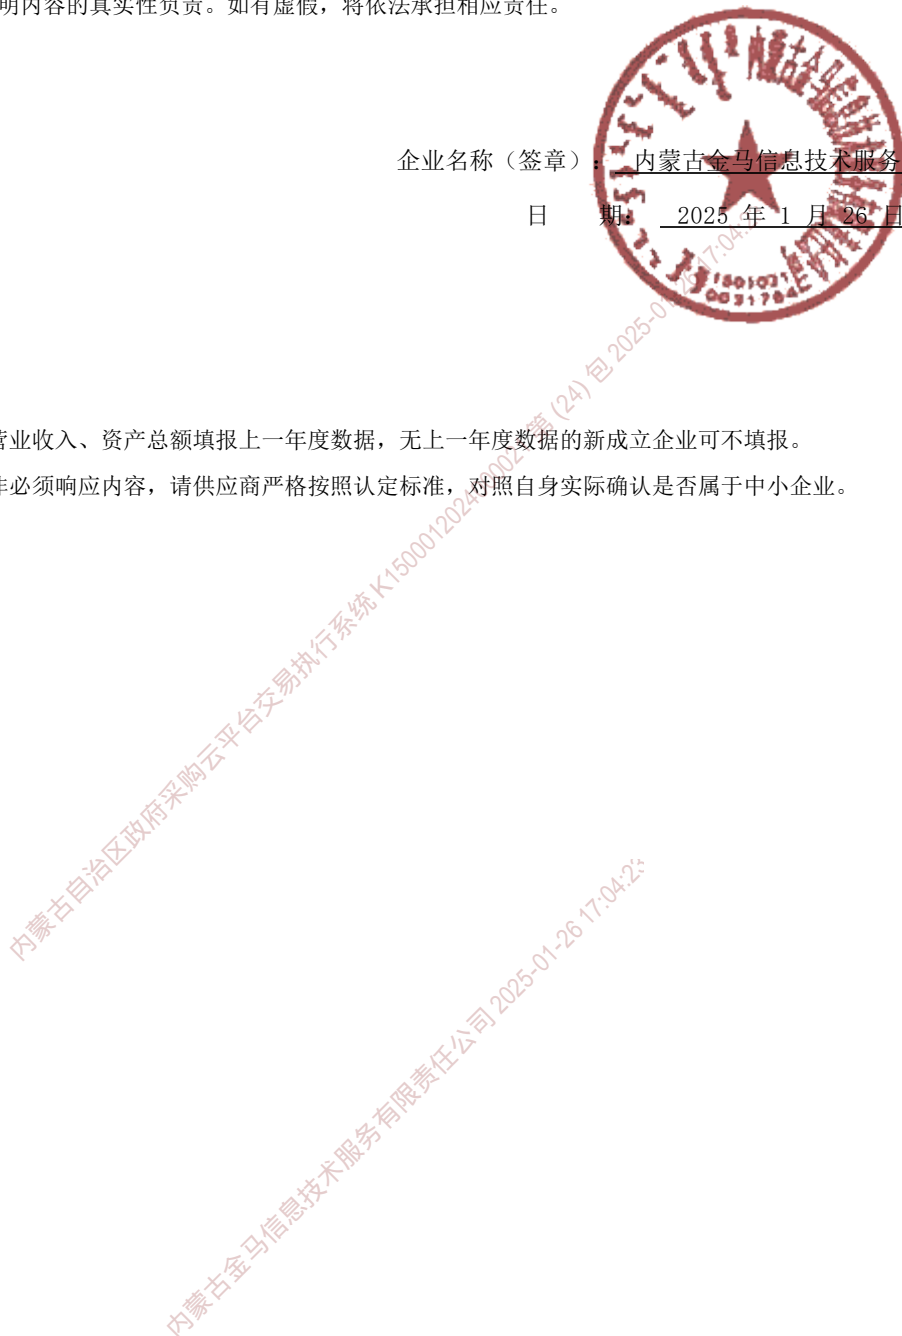 明内容的真实性负责。如有虚假，将依法承担相应责任。
企业名称（签章）： 内蒙古金马信息技术服务
日 期： 2025 年 1 月 26 日
营业收入、资产总额填报上一年度数据，无上一年度数据的新成立企业可不填报。
非必须响应内容，请供应商严格按照认定标准，对照自身实际确认是否属于中小企业。
内蒙古自治区政府采购云平台交易执行系统
包 2025-01-26 17:04:23
内蒙古金马信息技术服务有限责任公司 2025-01-26 17:04:23